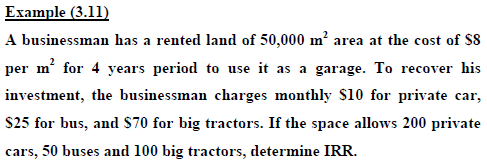 Example (3.11)
A businessman has a rented land of 50,000 m² area at the cost of $8
per m² for 4 years period to use it as a garage. To recover his
investment, the businessman charges monthly $10 for private car,
$25 for bus, and $70 for big tractors. If the space allows 200 private
cars, 50 buses and 100 big tractors, determine IRR.